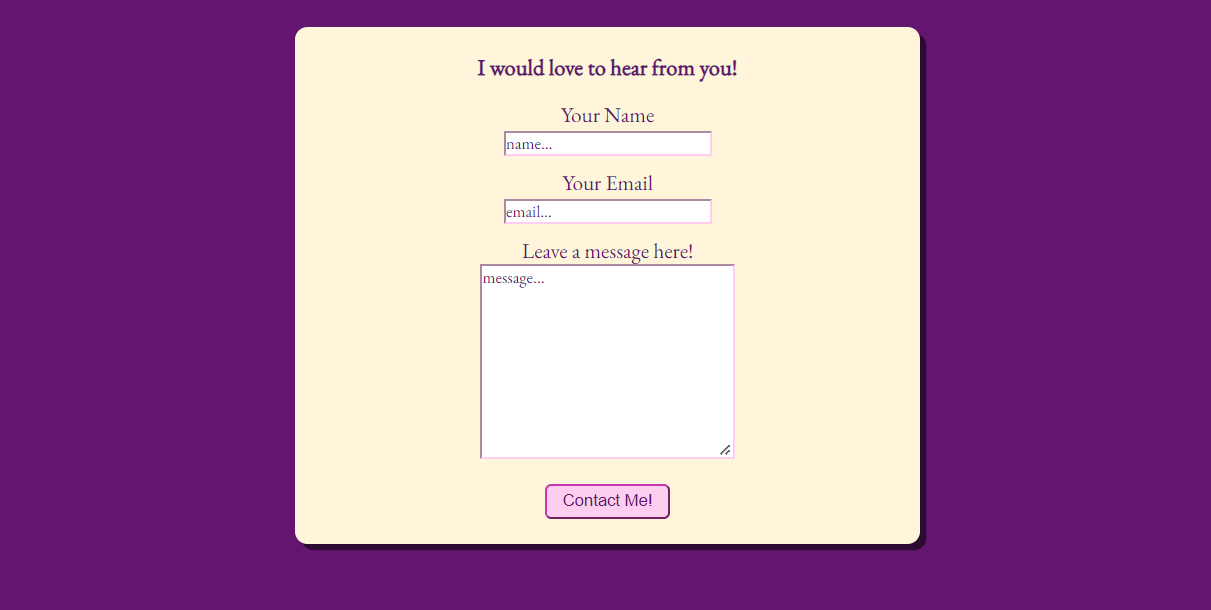 I would love to hear from you!
Your Name
name...
Your Email
email...
Leave a message here!
message...
Contact Me!